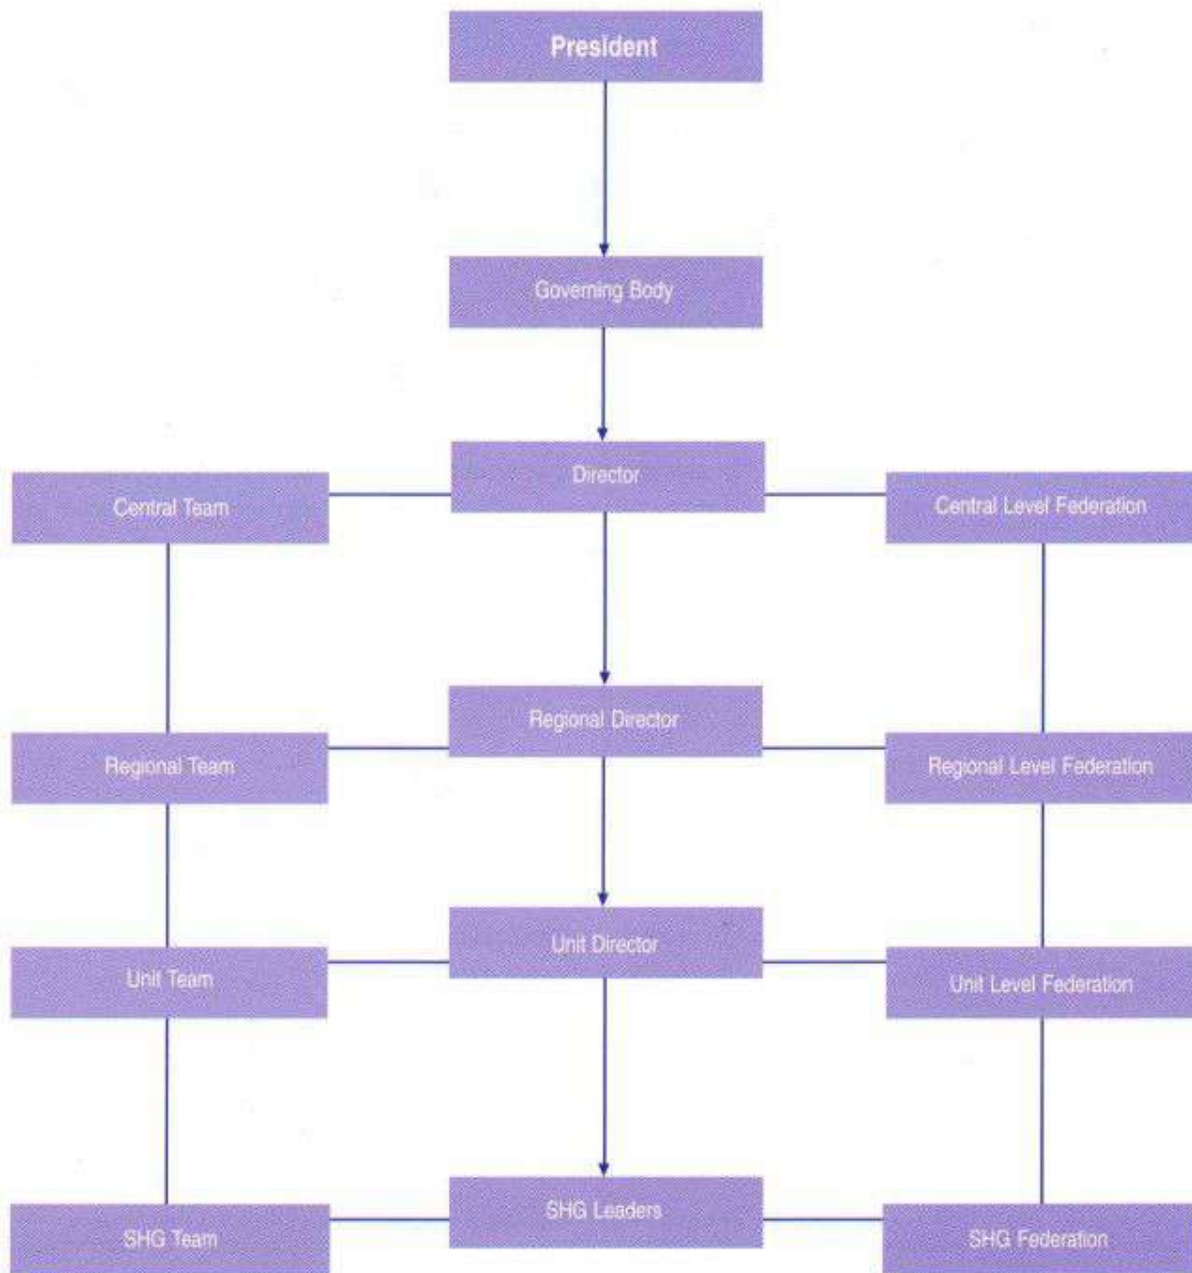 President
Governing Body
Director
Central Team
Central Level Federation
Regional Director
Regional Team
Regional Level Federation
Unit Director
Unit Team
Unit Level Federation
SHG Leaders
SHG Team
SHG Federation